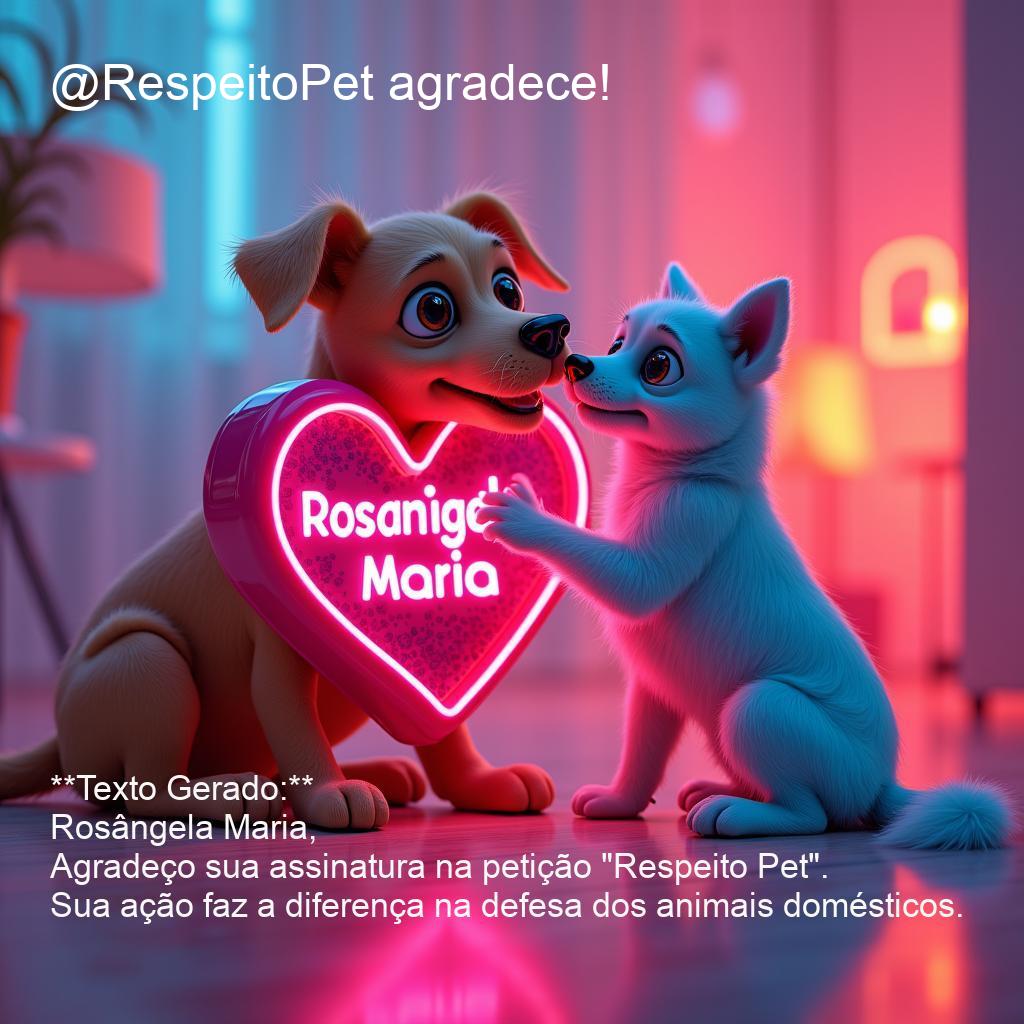 @RespeitoPet agradece!
Maria
**Texto Gerado:**
Rosângela Maria,
Agradeço sua assinatura na petição "Respeito Pet".
Sua ação faz a diferença na defesa dos animais domésticos.